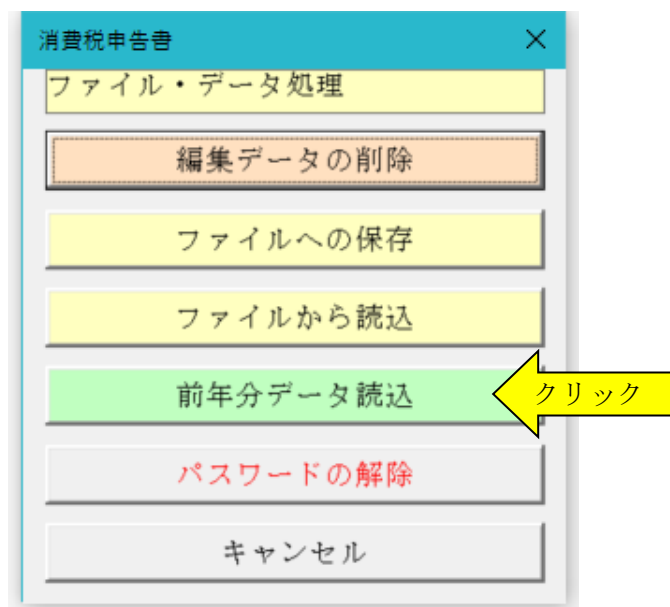 消費税申告書
ファイル・データ処理
編集データの削除
ファイルへの保存
ファイルから読込
前年分データ読込
クリック
パスワードの解除
キャンセル